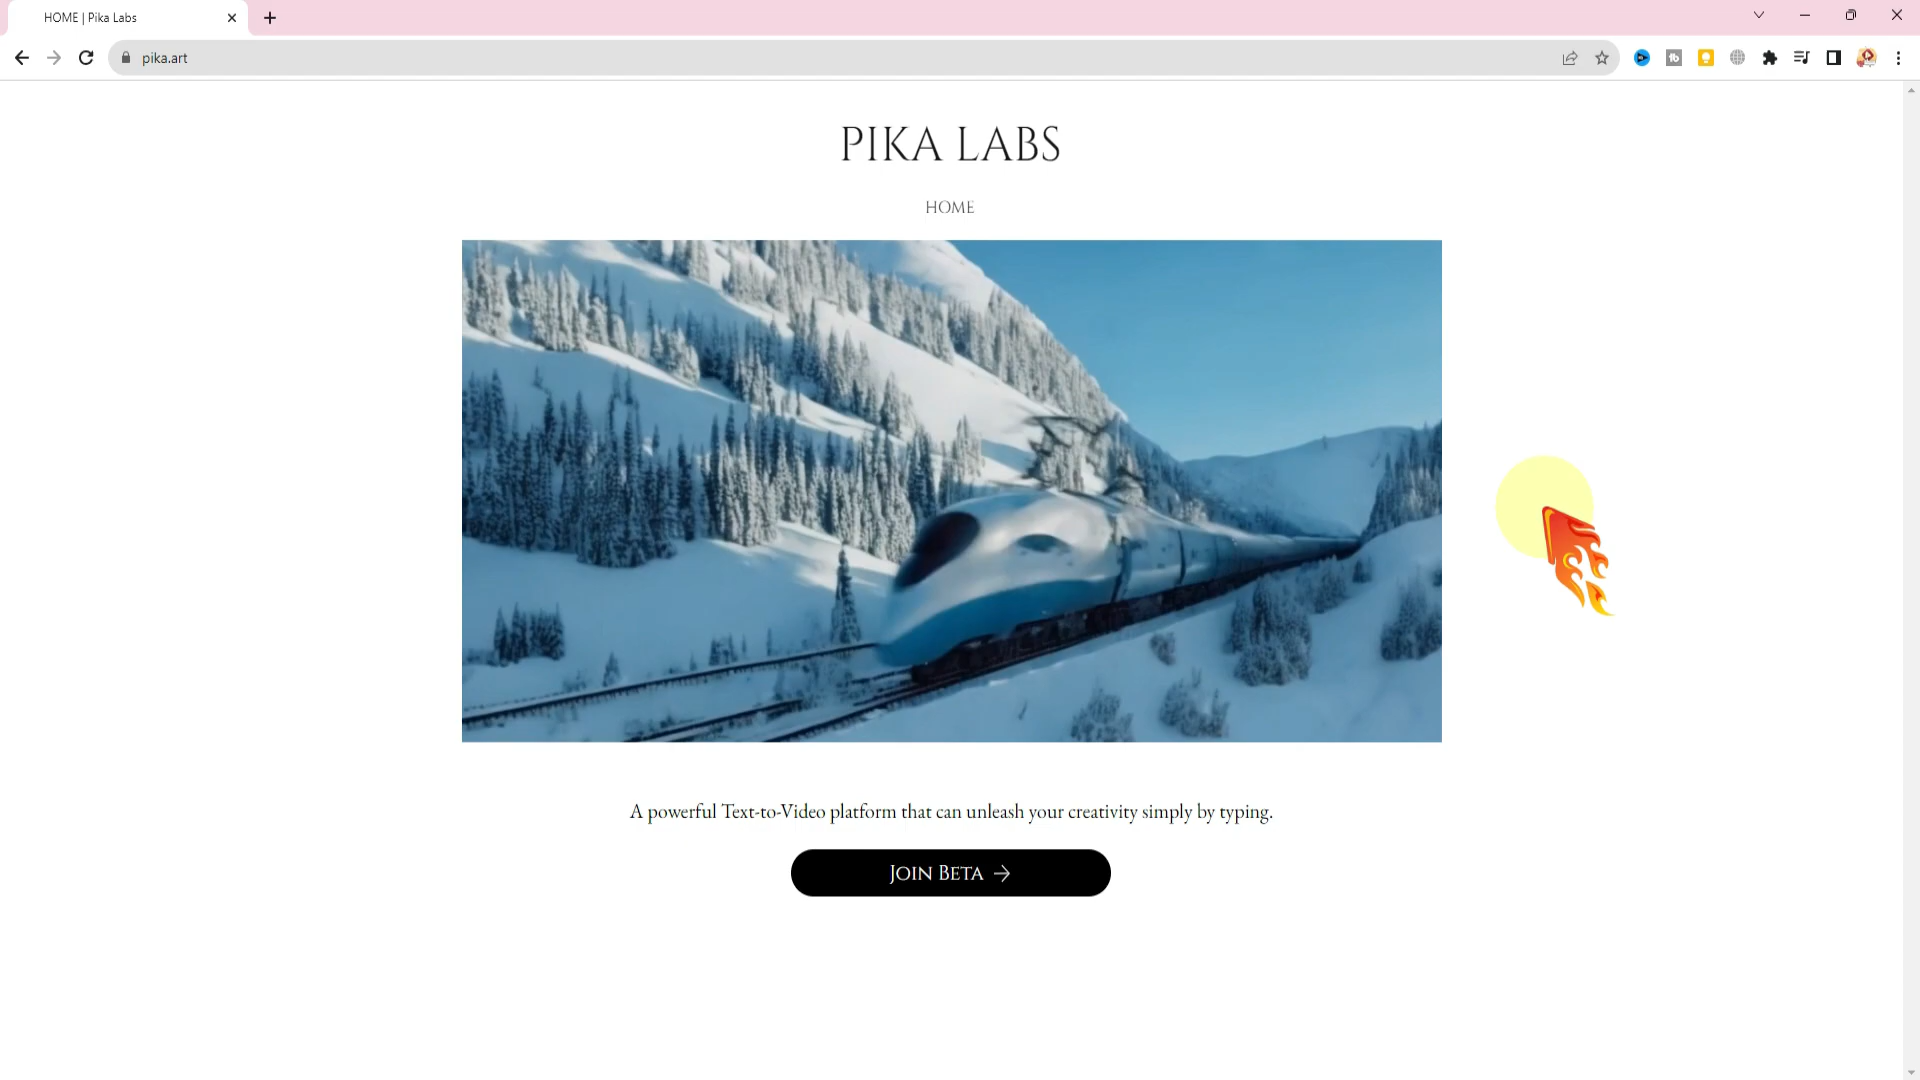 HOME | Pika Labs
pika.art
PIKA LABS
HOME
A powerful Text-to-Video platform that can unleash your creativity simply by typing.
JOIN BETA →